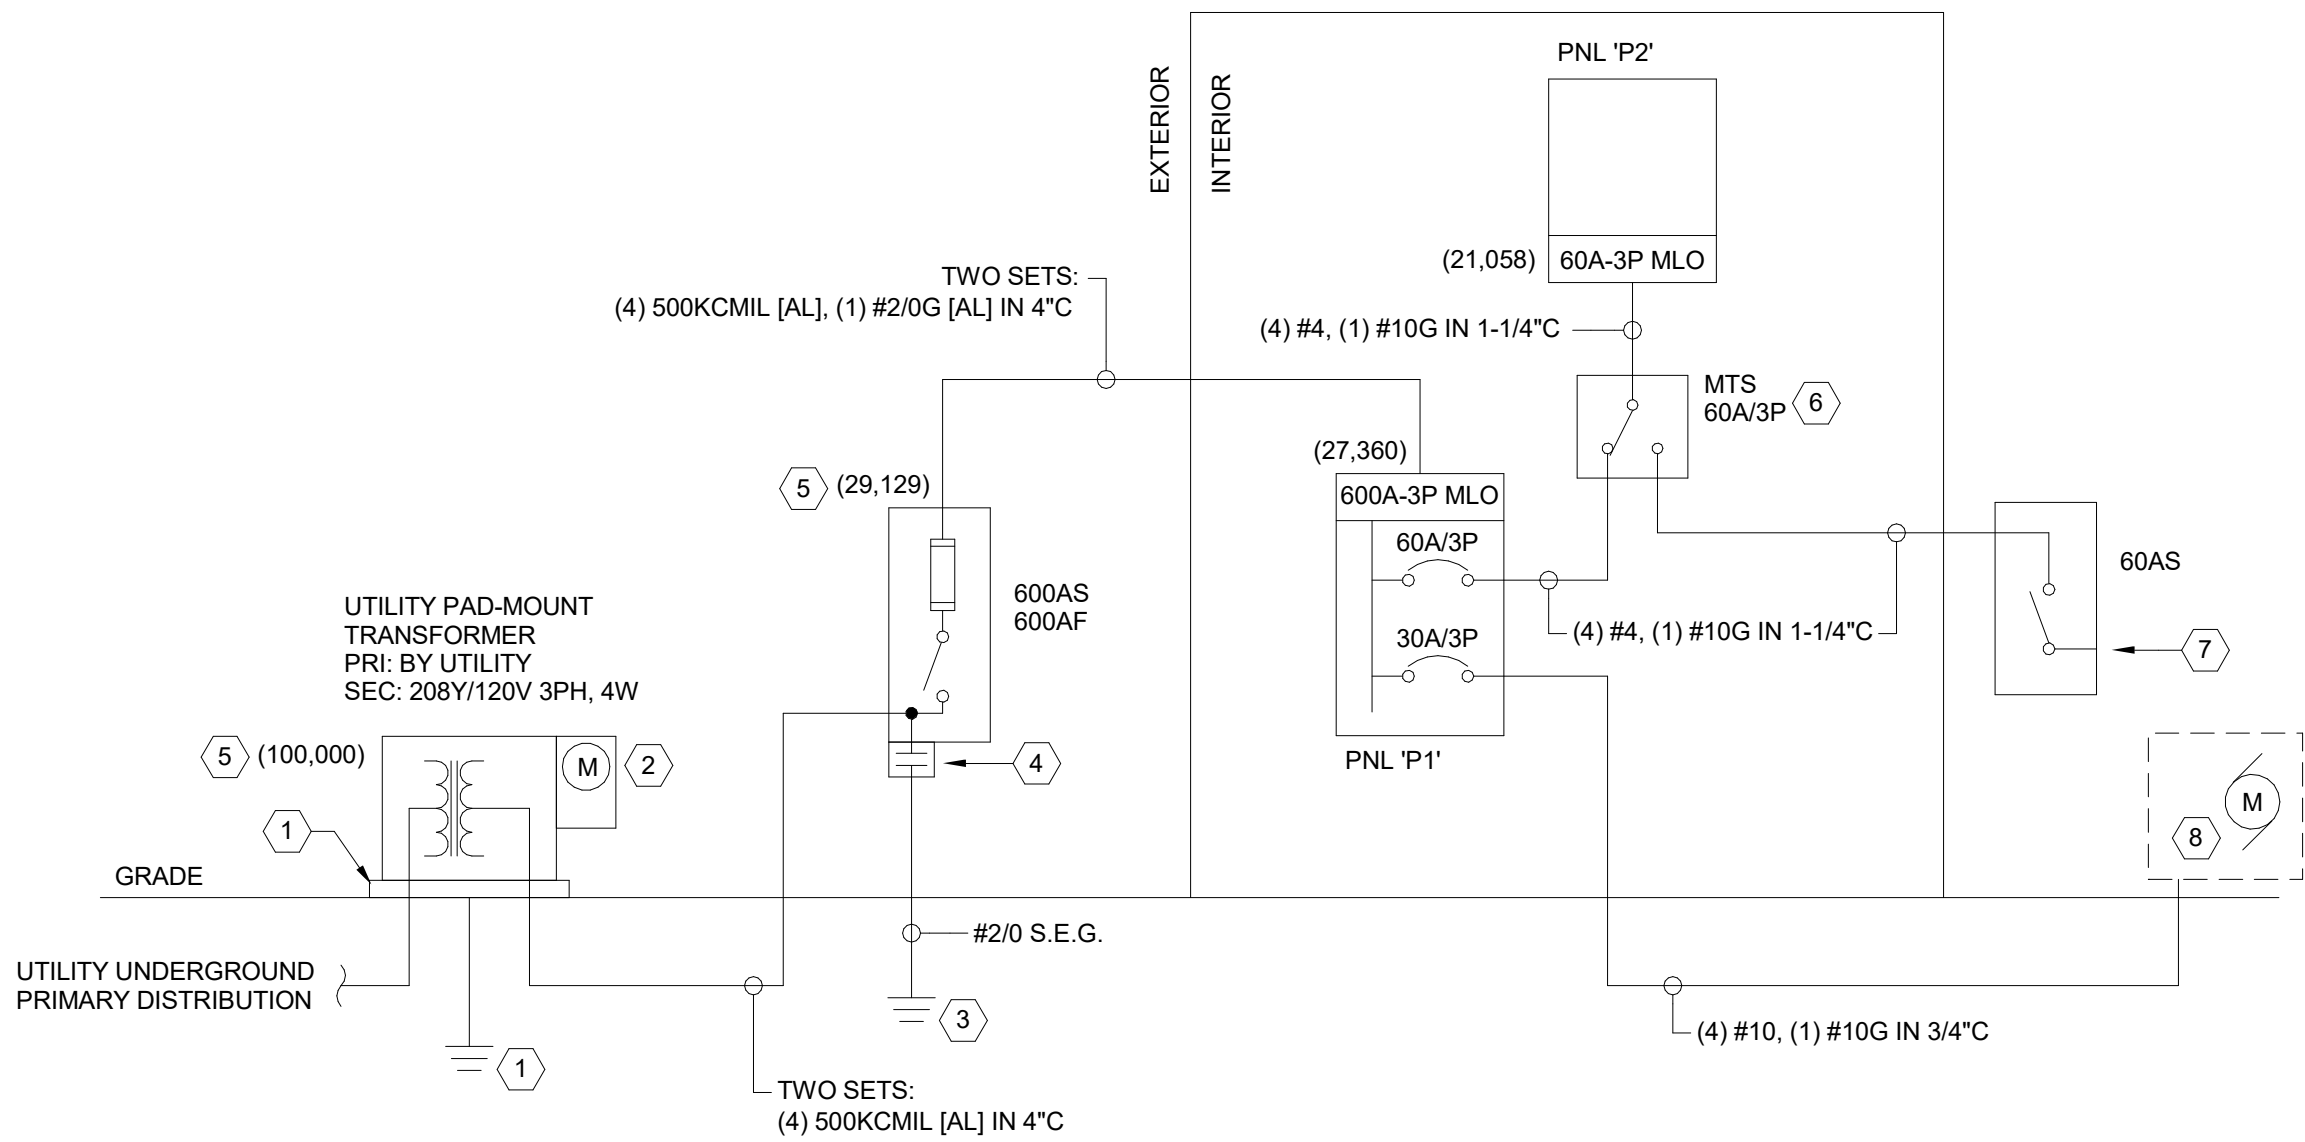 PNL 'P2'
EXTERIOR
INTERIOR
(21,058)
60A-3P MLO
TWO SETS:
(4) 500KCMIL [AL], (1) #2/0G [AL] IN 4"C
(4) #4, (1) #10G IN 1-1/4"C
MTS
60A/3P
6
(27,360)
5
(29,129)
600A-3P MLO
60A/3P
60AS
600AS
600AF
UTILITY PAD-MOUNT
TRANSFORMER
PRI: BY UTILITY
SEC: 208Y/120V 3PH, 4W
30A/3P
(4) #4, (1) #10G IN 1-1/4"C
7
5
(100,000)
M
2
4
PNL 'P1'
M
8
1
GRADE
#2/0 S.E.G.
UTILITY UNDERGROUND
PRIMARY DISTRIBUTION
3
(4) #10, (1) #10G IN 3/4"C
1
TWO SETS:
(4) 500KCMIL [AL] IN 4"C